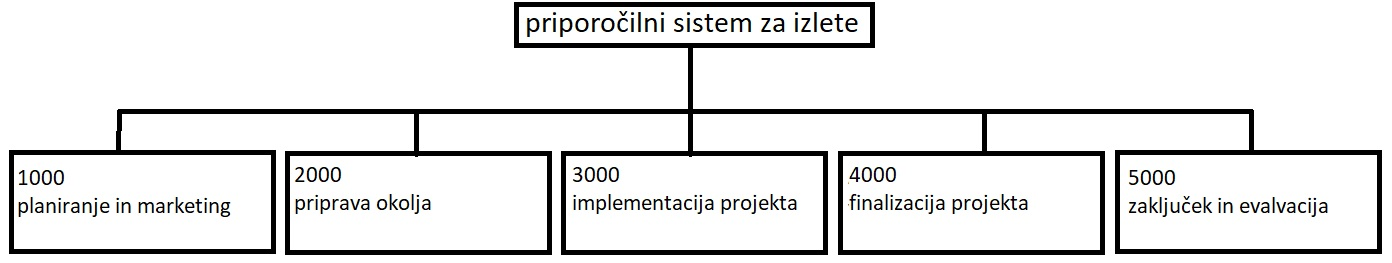 priporočilni sistem za izlete
1000
planiranje in marketing
2000
priprava okolja
3000
implementacija projekta
4000
finalizacija projekta
5000
zaključek in evalvacija